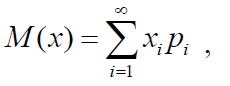 M(x) = ∑_{i=1}^{∞} x_i p_i ,